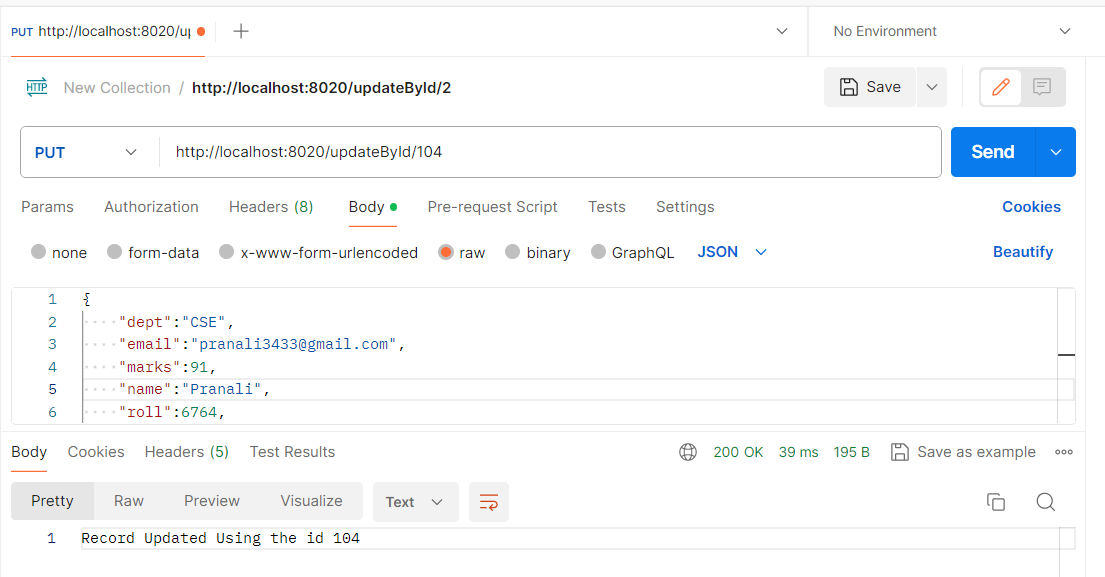 PUT http://localhost:8020/up
No Environment
HTTP New Collection / http://localhost:8020/updateById/2
Save
PUT http://localhost:8020/updateById/104 Send
Params Authorization Headers (8) Body Pre-request Script Tests Settings Cookies
none form-data x-www-form-urlencoded raw binary GraphQL JSON Beautify
1 {
2 "dept":"CSE",
3 "email":"pranali3433@gmail.com",
4 "marks":91,
5 "name":"Pranali",
6 "roll":6764,
Body Cookies Headers (5) Test Results 200 OK 39 ms 195 B Save as example
Pretty Raw Preview Visualize Text
1 Record Updated Using the id 104